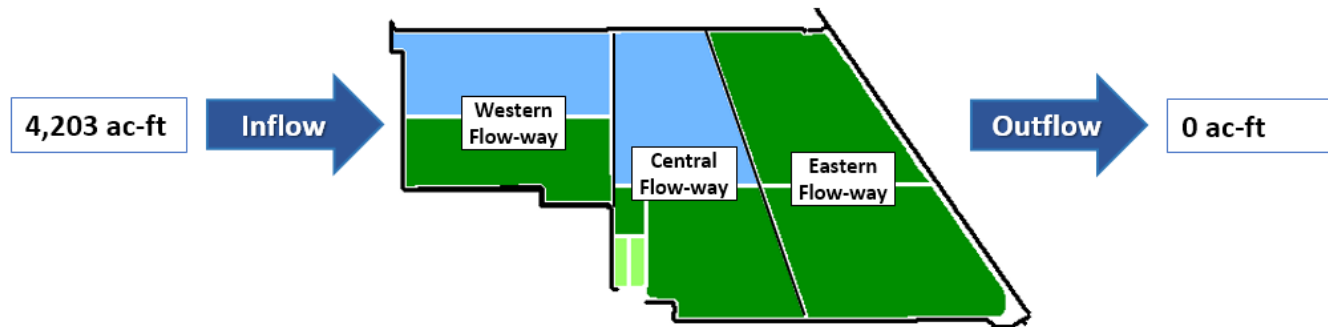 4,203 ac-ft
Inflow
Western
Flow-way
Central
Flow-way
Eastern
Flow-way
Outflow
0 ac-ft